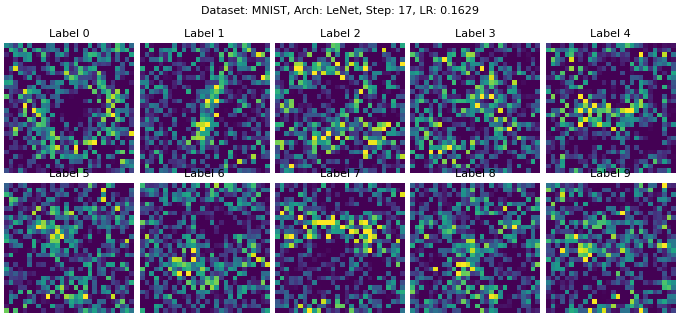 Dataset: MNIST, Arch: LeNet, Step: 17, LR: 0.1629
Label 0 Label 1 Label 2 Label 3 Label 4
Label 5 Label 6 Label 7 Label 8 Label 9